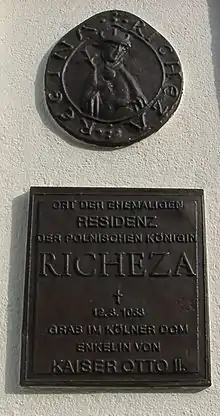 RICHEZA REGINA
ORT DER EHEMALIGEN
RESIDENZ
DER POLNISCHEN KÖNIGIN
RICHEZA
† 
12.3.1063
GRAB IM KÖLNER DOM
ENKELIN VON
KAISER OTTO II.